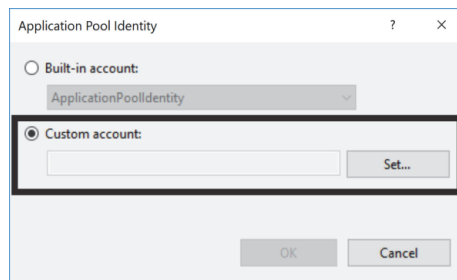 Application Pool Identity
?
Built-in account:
ApplicationPoolIdentity
Custom account:
Set...
OK
Cancel